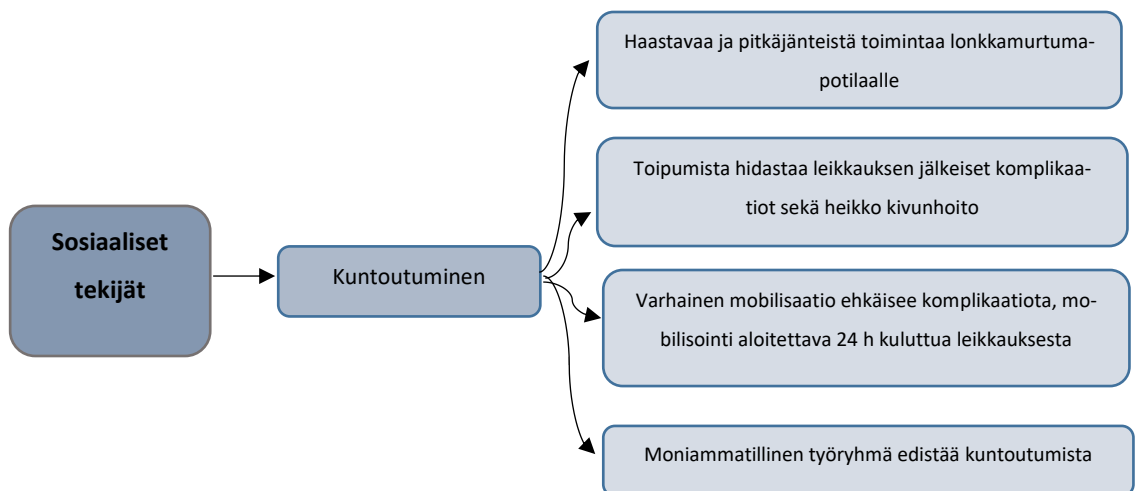 Haastavaa ja pitkäjänteistä toimintaa lonkkamurtuma-
potilaalle
Toipumista hidastaa leikkauksen jälkeiset komplikaa-
tiot sekä heikko kivunhoito
Sosiaaliset
tekijät
Kuntoutuminen
Varhainen mobilisaatio ehkäisee komplikaatiota, mo-
bilisointi aloitettava 24 h kuluttua leikkauksesta
Moniammatillinen työryhmä edistää kuntoutumista